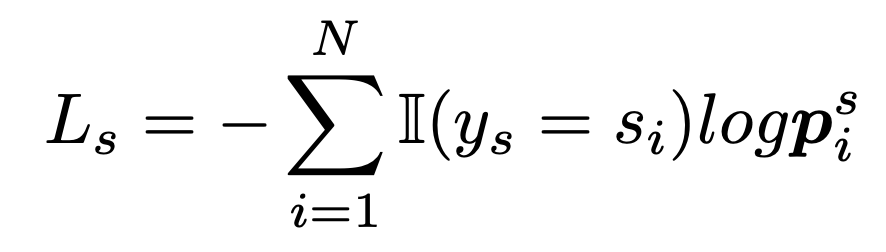 L_s = -\sum_{i=1}^{N} \mathbb{I}(y_s = s_i) log \boldsymbol{p}_i^s